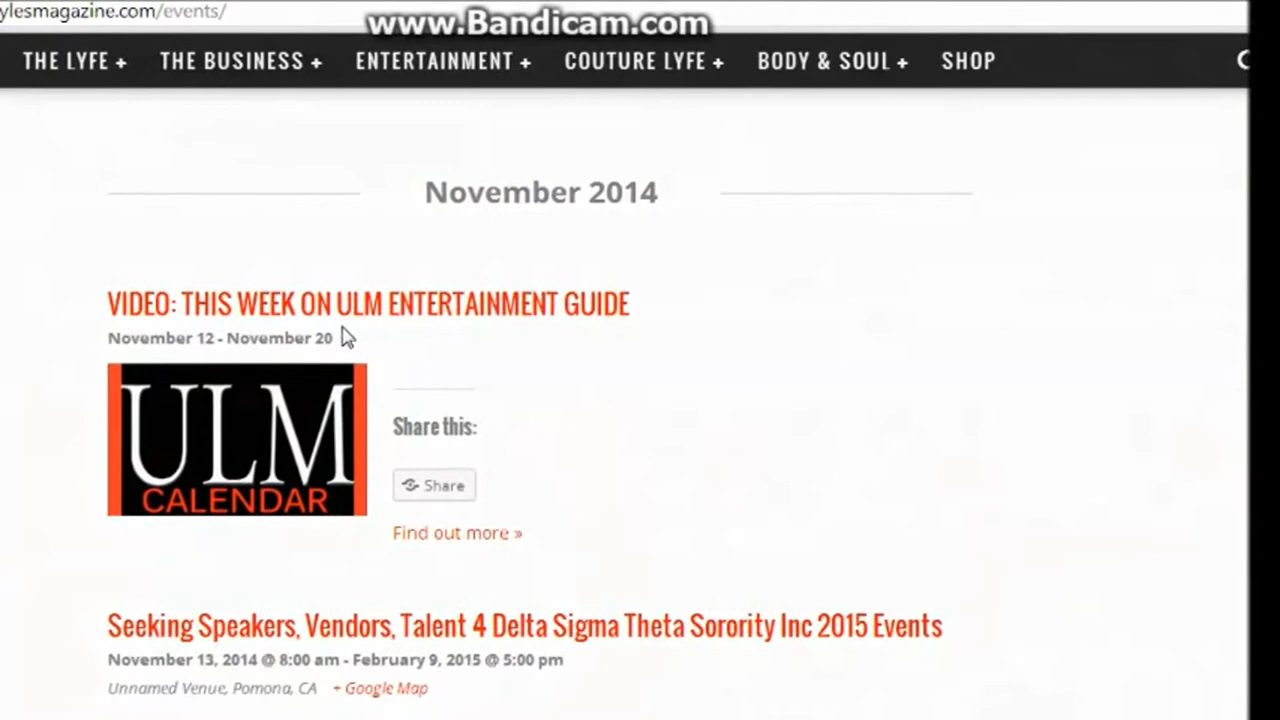 ylesmagazine.com/events/
www.Bandicam.com
THE LYFE + THE BUSINESS + ENTERTAINMENT + COUTURE LYFE + BODY & SOUL + SHOP
November 2014
VIDEO: THIS WEEK ON ULM ENTERTAINMENT GUIDE
November 12 - November 20
ULM
CALENDAR
Share this:
Share
Find out more »
Seeking Speakers, Vendors, Talent 4 Delta Sigma Theta Sorority Inc 2015 Events
November 13, 2014 @ 8:00 am - February 9, 2015 @ 5:00 pm
Unnamed Venue, Pomona, CA + Google Map